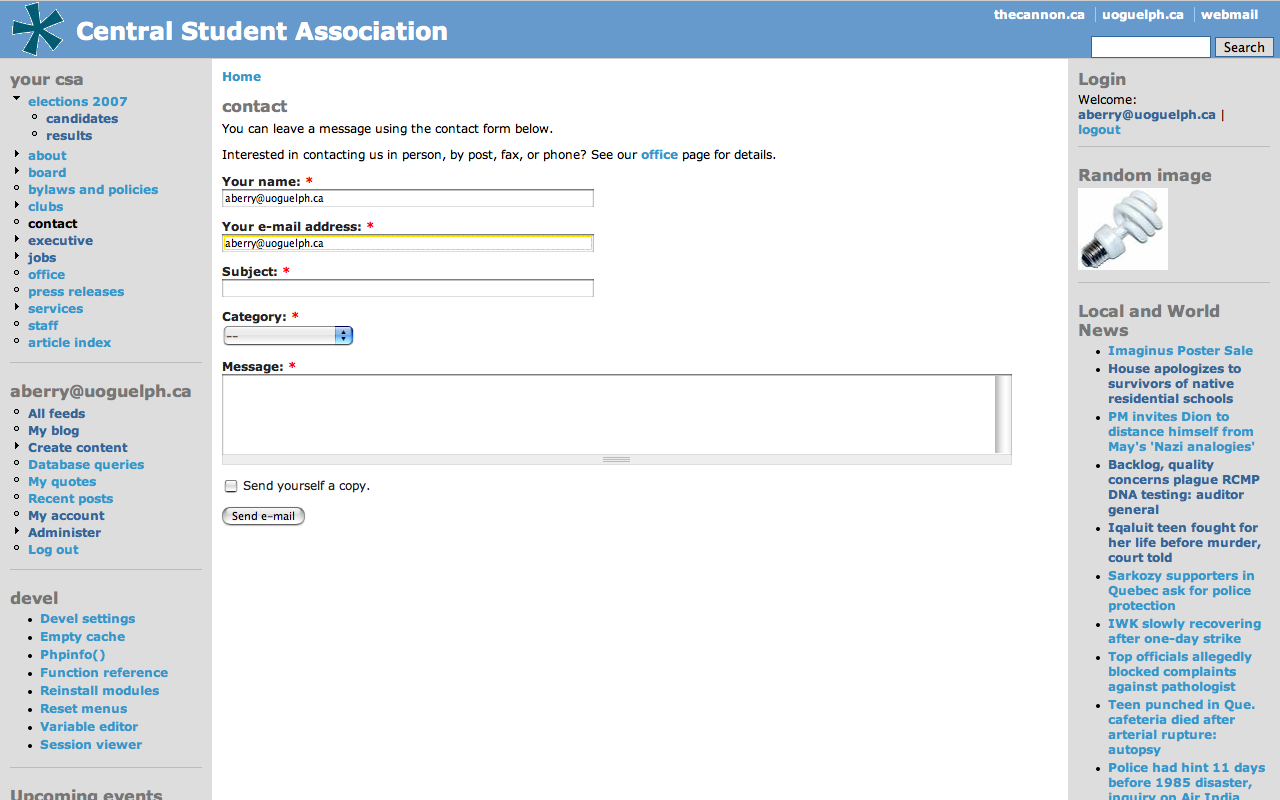 thecannon.ca uoguelph.ca webmail
Central Student Association
Search
your csa
elections 2007
candidates
results
about
board
bylaws and policies
clubs
contact
executive
jobs
office
press releases
services
staff
article index
aberry@uoguelph.ca
All feeds
My blog
Create content
Database queries
My quotes
Recent posts
My account
Administer
Log out
devel
Devel settings
Empty cache
Phpinfo()
Function reference
Reinstall modules
Reset menus
Variable editor
Session viewer
Upcoming events
Home
contact
You can leave a message using the contact form below.
Interested in contacting us in person, by post, fax, or phone? See our office page for details.
Your name: *
aberry@uoguelph.ca
Your e-mail address: *
aberry@uoguelph.ca
Subject: *
Category: *
--
Message: *
Send yourself a copy.
Send e-mail
Login
Welcome:
aberry@uoguelph.ca |
logout
Random image
Local and World
News
Imaginus Poster Sale
House apologizes to
survivors of native
residential schools
PM invites Dion to
distance himself from
May's 'Nazi analogies'
Backlog, quality
concerns plague RCMP
DNA testing: auditor
general
Iqaluit teen fought for
her life before murder,
court told
Sarkozy supporters in
Quebec ask for police
protection
IWK slowly recovering
after one-day strike
Top officials allegedly
blocked complaints
against pathologist
Teen punched in Que.
cafeteria died after
arterial rupture:
autopsy
Police had hint 11 days
before 1985 disaster,
inquiry on Air India